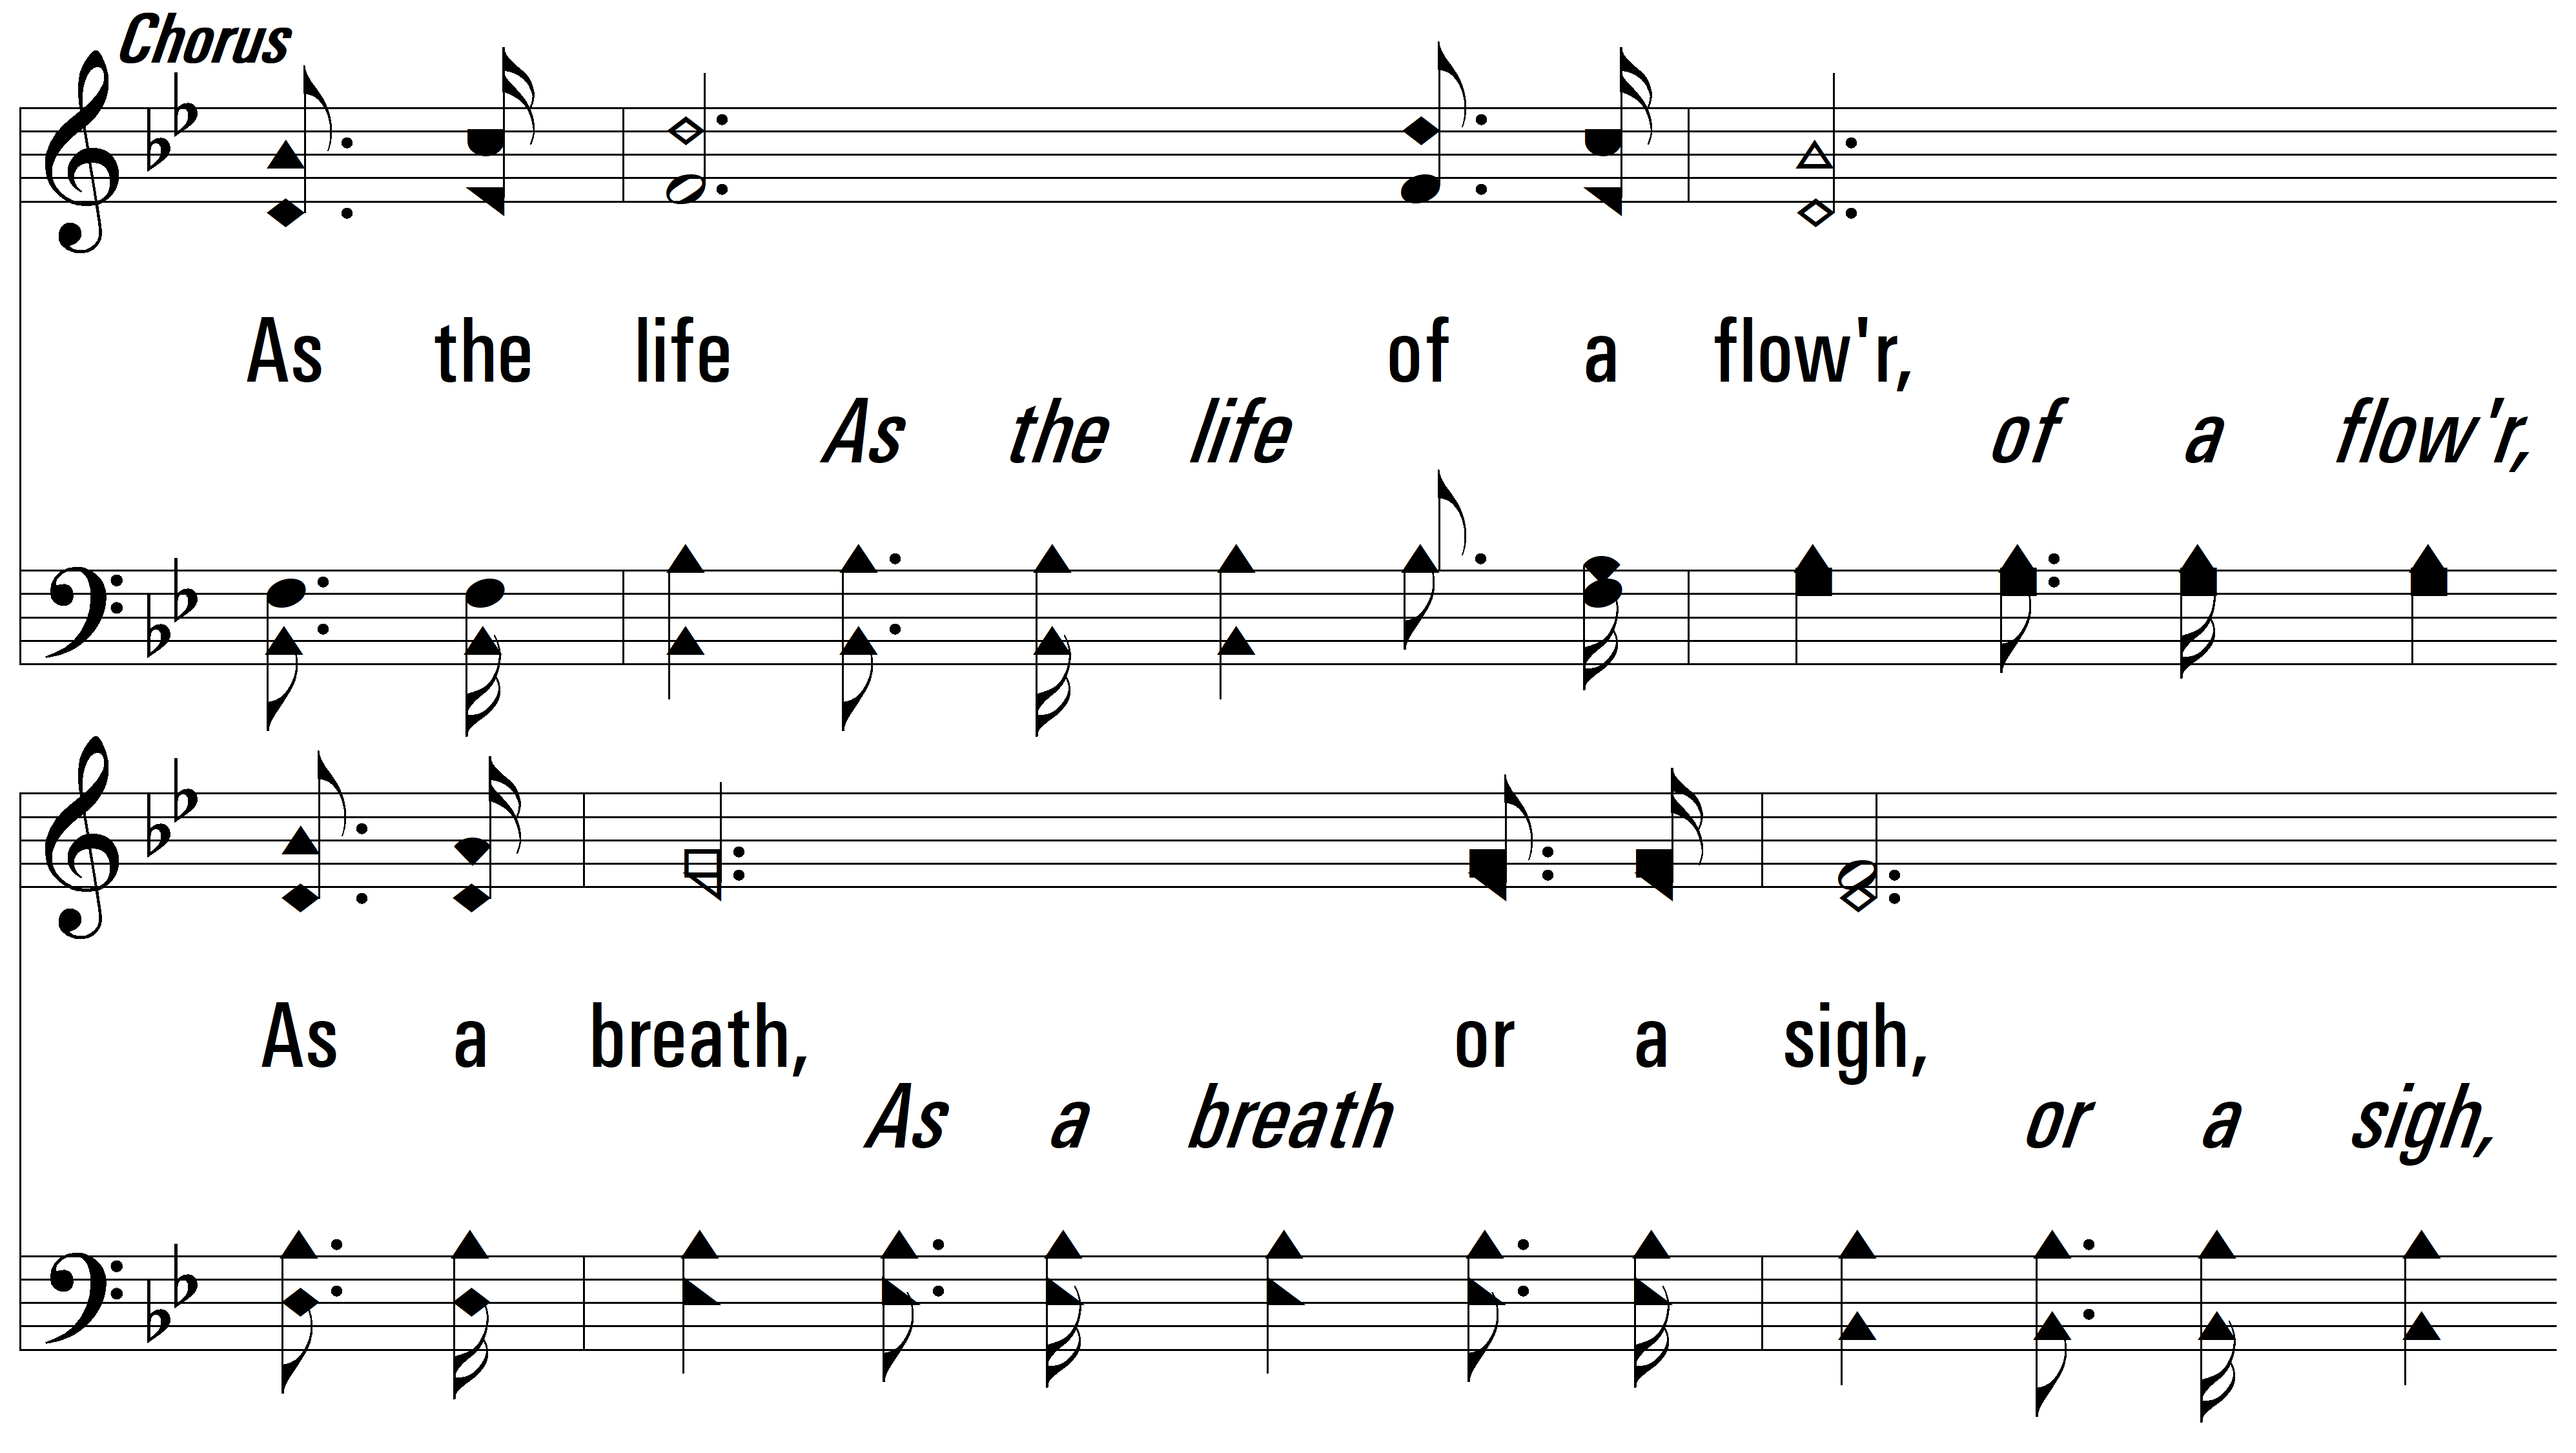 Chorus
As the life of a flow'r,
As the life of a flow'r,
As a breath, or a sigh,
As a breath or a sigh,